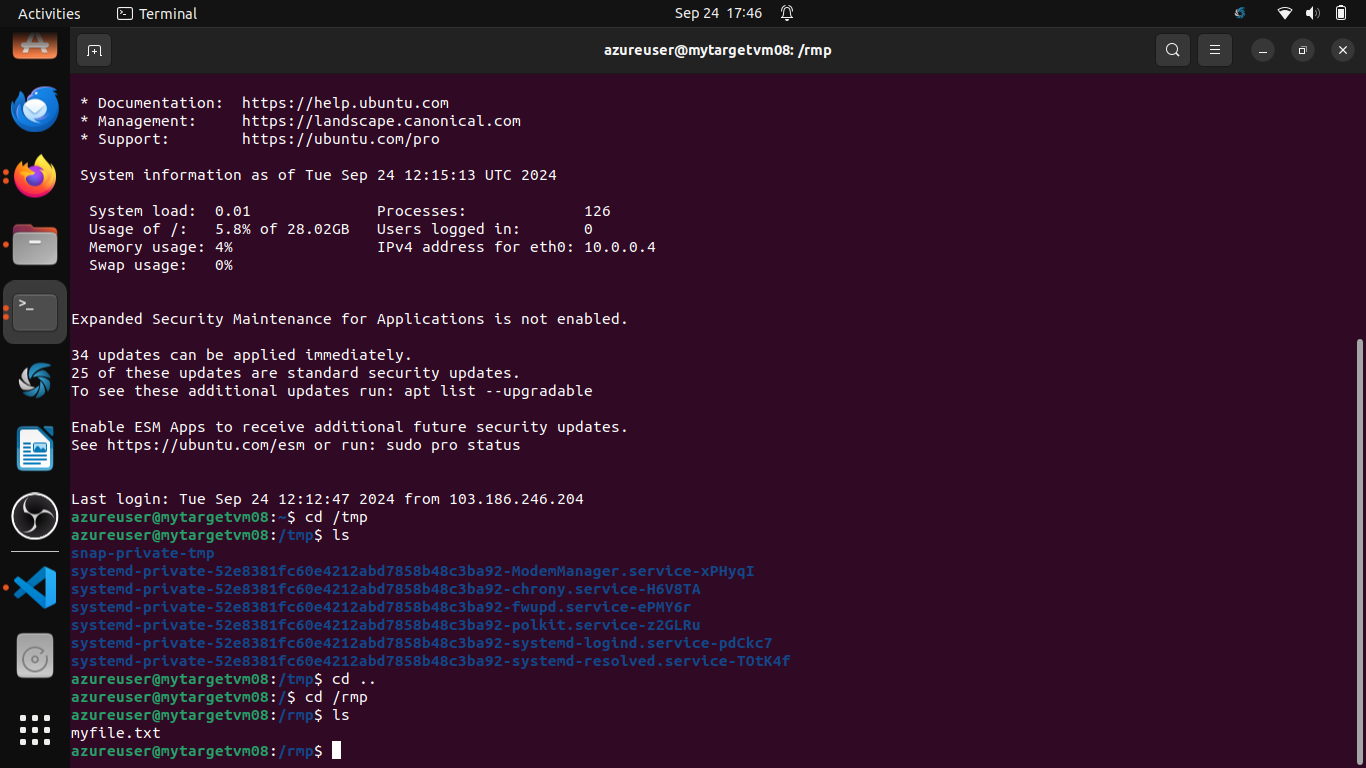 Activities
Terminal
Sep 24 17:46
azureuser@mytargetvm08: /rmp
* Documentation:  https://help.ubuntu.com
* Management:     https://landscape.canonical.com
* Support:        https://ubuntu.com/pro
System information as of Tue Sep 24 12:15:13 UTC 2024
System load:  0.01              Processes:             126
Usage of /:   5.8% of 28.02GB   Users logged in:       0
Memory usage: 4%                IPv4 address for eth0: 10.0.0.4
Swap usage:   0%
Expanded Security Maintenance for Applications is not enabled.
34 updates can be applied immediately.
25 of these updates are standard security updates.
To see these additional updates run: apt list --upgradable
Enable ESM Apps to receive additional future security updates.
See https://ubuntu.com/esm or run: sudo pro status
Last login: Tue Sep 24 12:12:47 2024 from 103.186.246.204
azureuser@mytargetvm08:~$ cd /tmp
azureuser@mytargetvm08:/tmp$ ls
snap-private-tmp
systemd-private-52e8381fc60e4212abd7858b48c3ba92-ModemManager.service-xPHyqI
systemd-private-52e8381fc60e4212abd7858b48c3ba92-chrony.service-H6V8TA
systemd-private-52e8381fc60e4212abd7858b48c3ba92-fwupd.service-ePMY6r
systemd-private-52e8381fc60e4212abd7858b48c3ba92-polkit.service-z2GLRu
systemd-private-52e8381fc60e4212abd7858b48c3ba92-systemd-logind.service-pdCkc7
systemd-private-52e8381fc60e4212abd7858b48c3ba92-systemd-resolved.service-TOtK4f
azureuser@mytargetvm08:/tmp$ cd ..
azureuser@mytargetvm08:/$ cd /rmp
azureuser@mytargetvm08:/rmp$ ls
myfile.txt
azureuser@mytargetvm08:/rmp$